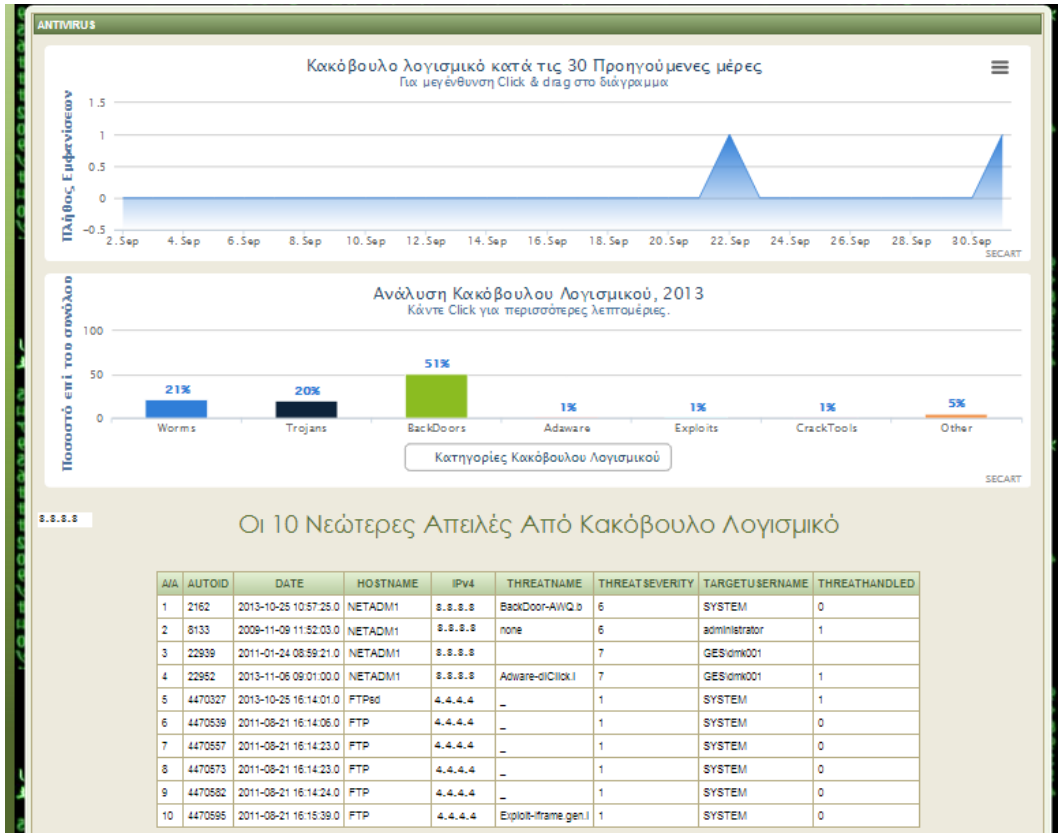 ANTIVIRUS
Κακόβουλο λογισμικό κατά τις 30 Προηγούμενες μέρες
Για μεγένθυνση Click & drag στο διάγραμμα
Πλήθος Εμφανίσεων
1.5
1
0.5
0
-0.5
2.Sep 4.Sep 6.Sep 8.Sep 10.Sep 12.Sep 14.Sep 16.Sep 18.Sep 20.Sep 22.Sep 24.Sep 26.Sep 28.Sep 30.Sep
SECART
Ανάλυση Κακόβουλου Λογισμικού, 2013
Κάντε Click για περισσότερες λεπτομέριες.
Ποσοστό επί του συνόλου
100
50
0
21% 20% 51% 1% 1% 1% 5%
Worms Trojans BackDoors Adaware Exploits CrackTools Other
Κατηγορίες Κακόβουλου Λογισμικού
SECART
8.8.8.8
Οι 10 Νεώτερες Απειλές Από Κακόβουλο Λογισμικό
A/A AUTOID DATE HOSTNAME IPv4 THREATNAME THREATSEVERITY TARGETUSERNAME THREATHANDLED
1 2162 2013-10-25 10:57:25.0 NETADM1 8.8.8.8 BackDoor-AWQ.b 6 SYSTEM 0
2 8133 2009-11-09 11:52:03.0 NETADM1 8.8.8.8 none 6 administrator 1
3 22939 2011-01-24 08:59:21.0 NETADM1 8.8.8.8 7 GES\dmk001
4 22952 2013-11-06 09:01:00.0 NETADM1 8.8.8.8 Adware-dlClick.l 7 GES\dmk001 1
5 4470327 2013-10-25 16:14:01.0 FTPsd 4.4.4.4 _ 1 SYSTEM 1
6 4470539 2011-08-21 16:14:06.0 FTP 4.4.4.4 _ 1 SYSTEM 0
7 4470557 2011-08-21 16:14:23.0 FTP 4.4.4.4 _ 1 SYSTEM 0
8 4470573 2011-08-21 16:14:23.0 FTP 4.4.4.4 _ 1 SYSTEM 0
9 4470582 2011-08-21 16:14:24.0 FTP 4.4.4.4 _ 1 SYSTEM 0
10 4470595 2011-08-21 16:15:39.0 FTP 4.4.4.4 Exploit-iframe.gen.l 1 SYSTEM 0